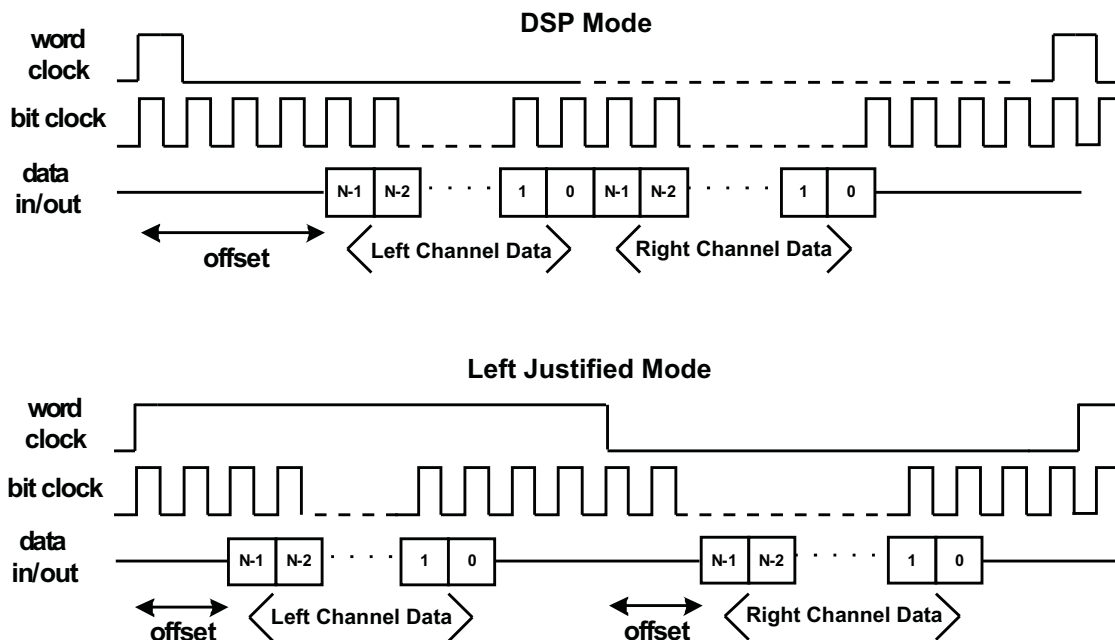 DSP Mode
word
clock
bit clock
data
in/out
N-1 N-2 1 0 N-1 N-2 1 0
offset
Left Channel Data
Right Channel Data
Left Justified Mode
word
clock
bit clock
data
in/out
N-1 N-2 1 0 N-1 N-2 1 0
offset
Left Channel Data
offset
Right Channel Data